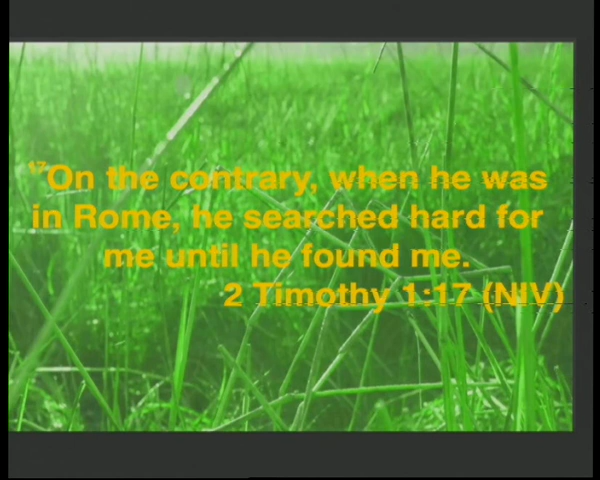 17On the contrary, when he was
in Rome, he searched hard for
me until he found me.
2 Timothy 1:17 (NIV)